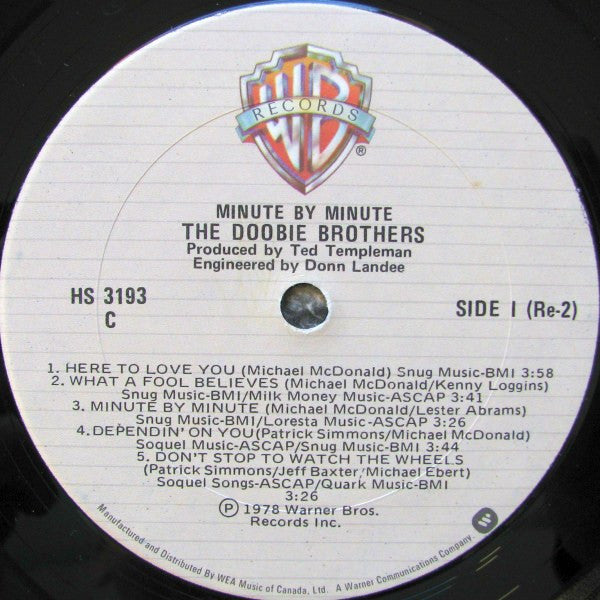 WB
RECORDS
®
MINUTE BY MINUTE
THE DOOBIE BROTHERS
Produced by Ted Templeman
Engineered by Donn Landee
HS 3193
C
SIDE I (Re-2)
1. HERE TO LOVE YOU (Michael McDonald) Snug Music-BMI 3:58
2. WHAT A FOOL BELIEVES (Michael McDonald/Kenny Loggins)
Snug Music-BMI/Milk Money Music-ASCAP 3:41
3. MINUTE BY MINUTE (Michael McDonald/Lester Abrams)
Snug Music-BMI/Loresta Music-ASCAP 3:26
4. DEPENDIN' ON YOU(Patrick Simmons/Michael McDonald)
Soquel Music-ASCAP/Snug Music-BMI 3:44
5. DON'T STOP TO WATCH THE WHEELS
(Patrick Simmons/Jeff Baxter/Michael Ebert)
Soquel Songs-ASCAP/Quark Music-BMI
3:26
℗ 1978 Warner Bros.
Records Inc.
Manufactured and Distributed By WEA Music of Canada, Ltd. A Warner Communications Company.